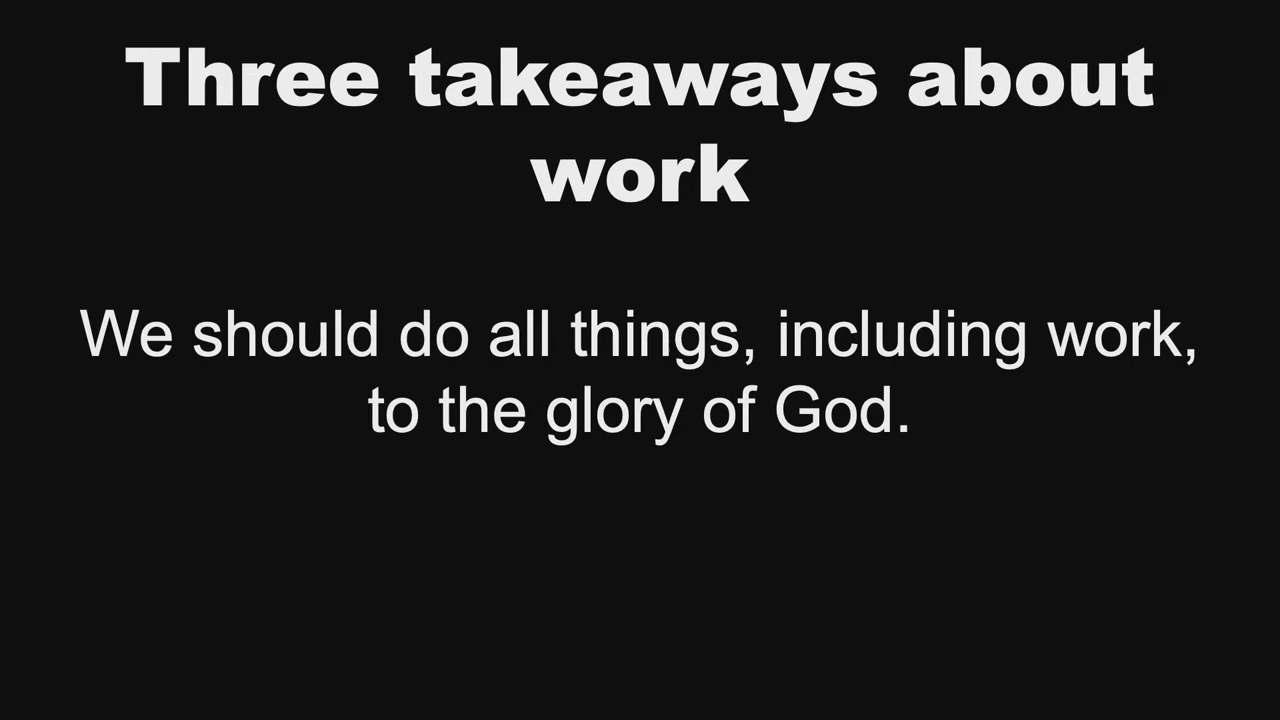 Three takeaways about
work
We should do all things, including work,
to the glory of God.